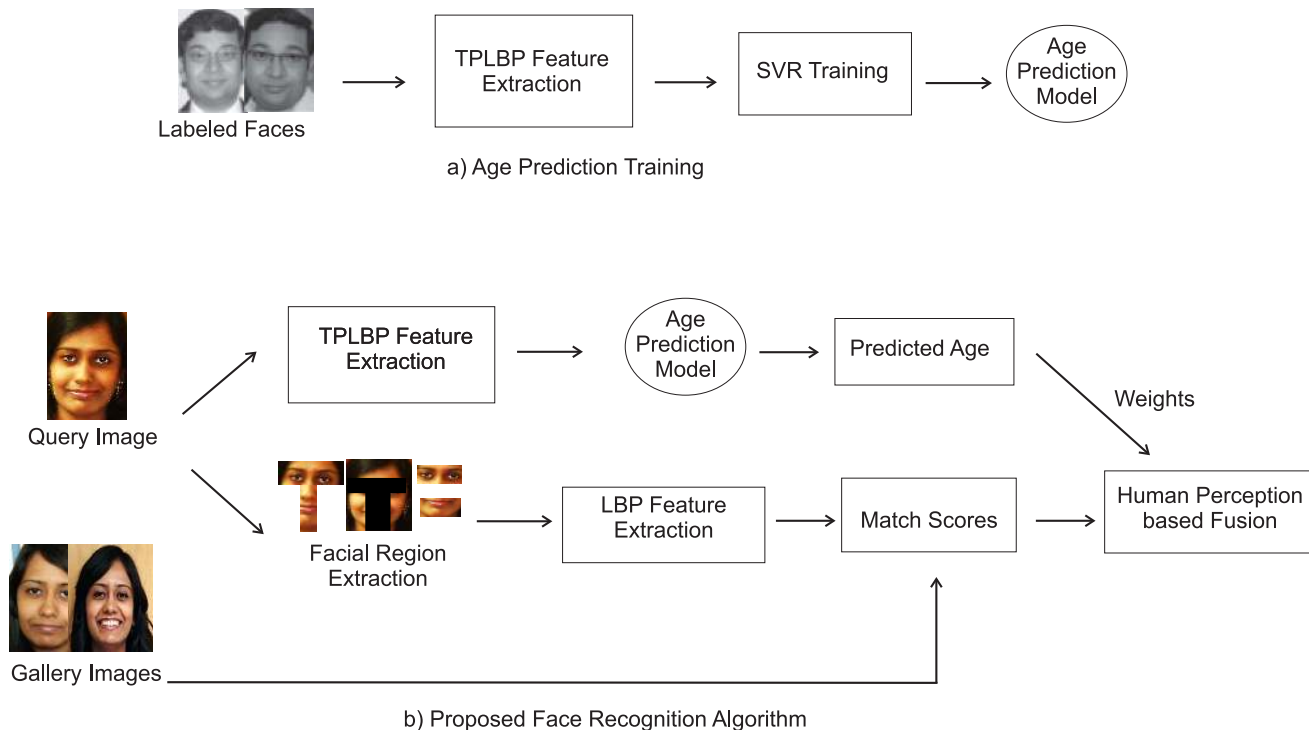 Labeled Faces
TPLBP Feature
Extraction
SVR Training
Age
Prediction
Model
a) Age Prediction Training
Query Image
TPLBP Feature
Extraction
Age
Prediction
Model
Predicted Age
Weights
Facial Region
Extraction
LBP Feature
Extraction
Match Scores
Human Perception
based Fusion
Gallery Images
b) Proposed Face Recognition Algorithm